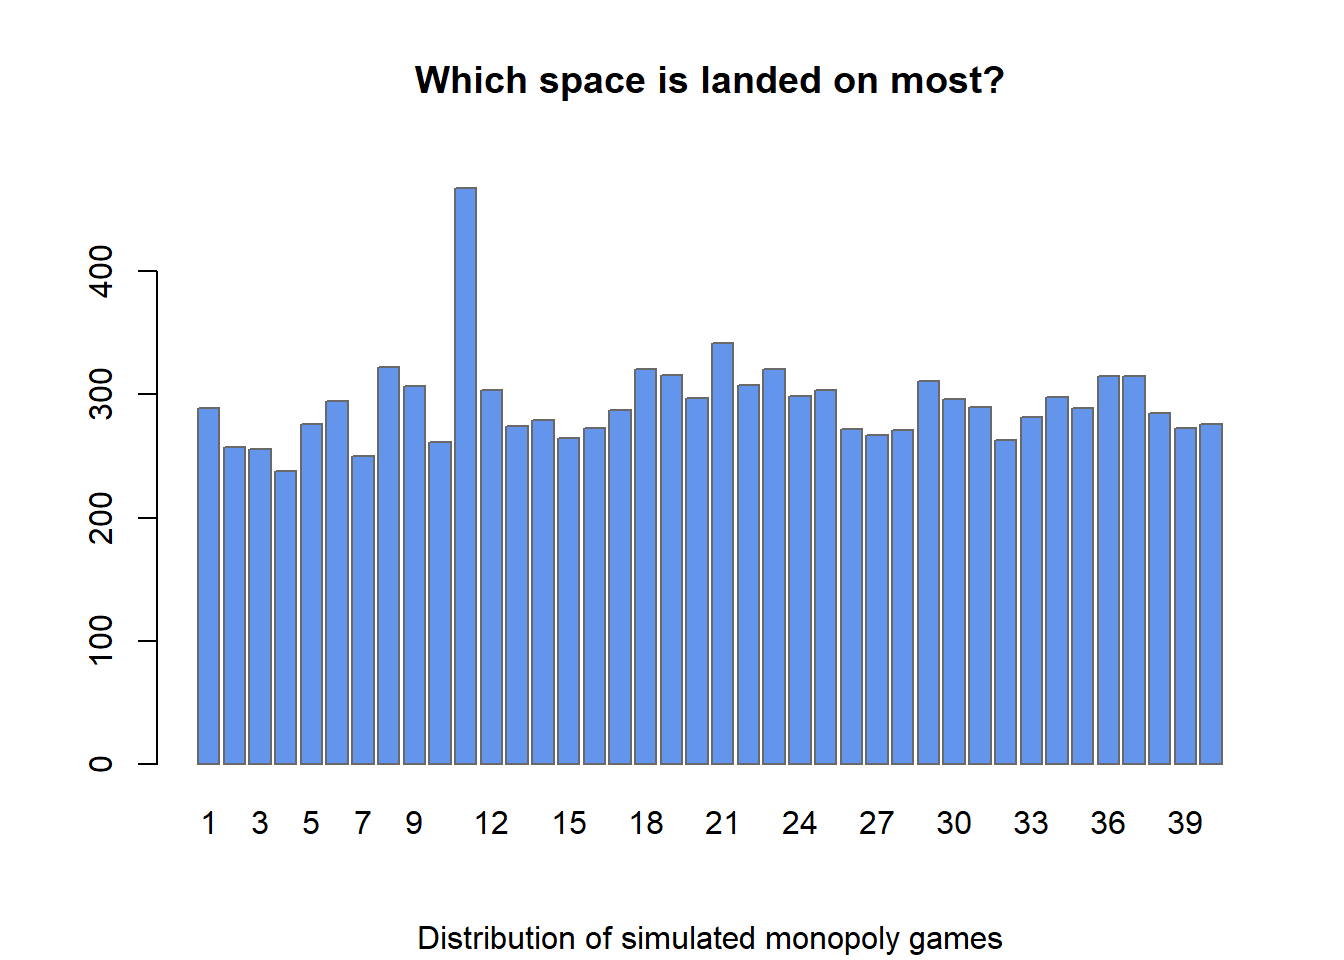 Which space is landed on most?
400
300
200
100
0
1 3 5 7 9 12 15 18 21 24 27 30 33 36 39
Distribution of simulated monopoly games